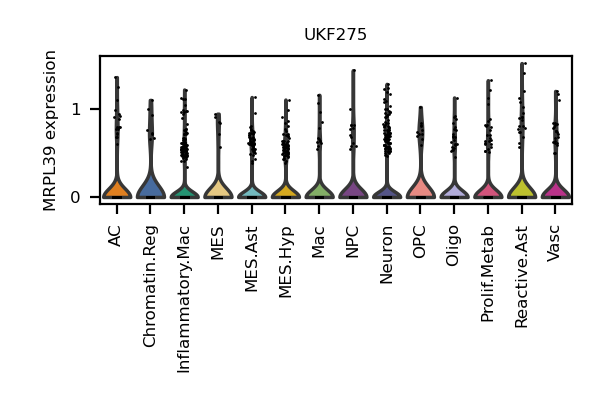 UKF275
MRPL39 expression
1
0
AC
Chromatin.Reg
Inflammatory.Mac
MES
MES.Ast
MES.Hyp
Mac
NPC
Neuron
OPC
Oligo
Prolif.Metab
Reactive.Ast
Vasc